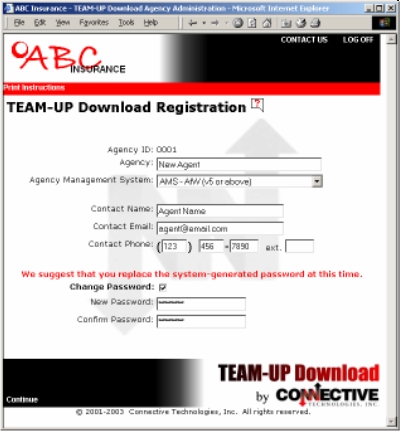 ABC Insurance - TEAM-UP Download Agency Administration - Microsoft Internet Explorer
File Edit View Favorites Tools Help
CONTACT US LOG OFF
ABC
INSURANCE
Print Instructions
TEAM-UP Download Registration ?
Agency ID: 0001
Agency: New Agent
Agency Management System: AMS - AfW (v5 or above)
Contact Name: Agent Name
Contact Email: agent@email.com
Contact Phone: (123) 456 - 7890 ext.
We suggest that you replace the system-generated password at this time.
Change Password:
New Password: ********
Confirm Password: ********
TEAM-UP Download
by CONNECTIVE
TECHNOLOGIES, INC.
Continue
© 2001-2003 Connective Technologies, Inc. All rights reserved.